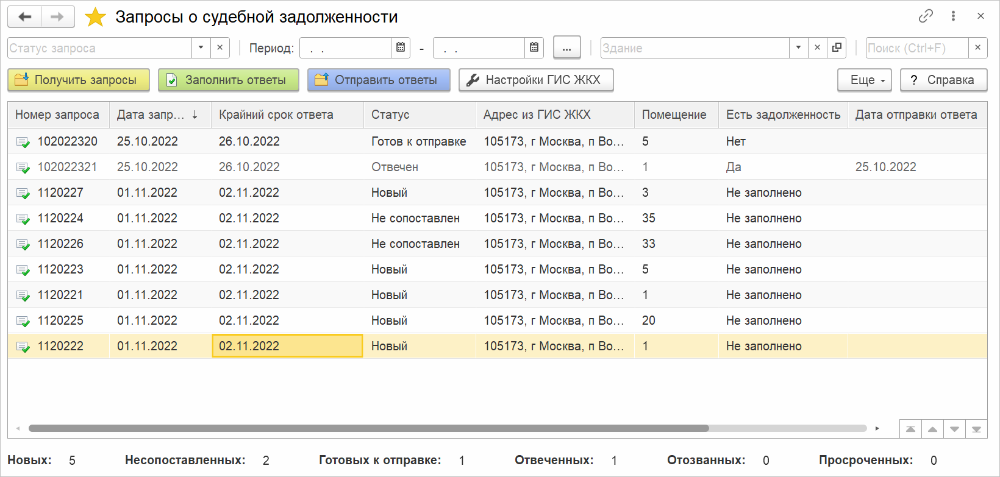 Запросы о судебной задолженности
Статус запроса Период: . . - . . ... Здание Поиск (Ctrl+F)
Получить запросы Заполнить ответы Отправить ответы Настройки ГИС ЖКХ Еще ? Справка
Номер запроса Дата запр... ↓ Крайний срок ответа Статус Адрес из ГИС ЖКХ Помещение Есть задолженность Дата отправки ответа
102022320 25.10.2022 26.10.2022 Готов к отправке 105173, г Москва, п Во... 5 Нет
102022321 25.10.2022 26.10.2022 Отвечен 105173, г Москва, п Во... 1 Да 25.10.2022
1120227 01.11.2022 02.11.2022 Новый 105173, г Москва, п Во... 3 Не заполнено
1120224 01.11.2022 02.11.2022 Не сопоставлен 105173, г Москва, п Во... 35 Не заполнено
1120226 01.11.2022 02.11.2022 Не сопоставлен 105173, г Москва, п Во... 33 Не заполнено
1120223 01.11.2022 02.11.2022 Новый 105173, г Москва, п Во... 5 Не заполнено
1120221 01.11.2022 02.11.2022 Новый 105173, г Москва, п Во... 1 Не заполнено
1120225 01.11.2022 02.11.2022 Новый 105173, г Москва, п Во... 20 Не заполнено
1120222 01.11.2022 02.11.2022 Новый 105173, г Москва, п Во... 1 Не заполнено
Новых: 5 Несопоставленных: 2 Готовых к отправке: 1 Отвеченных: 1 Отозванных: 0 Просроченных: 0